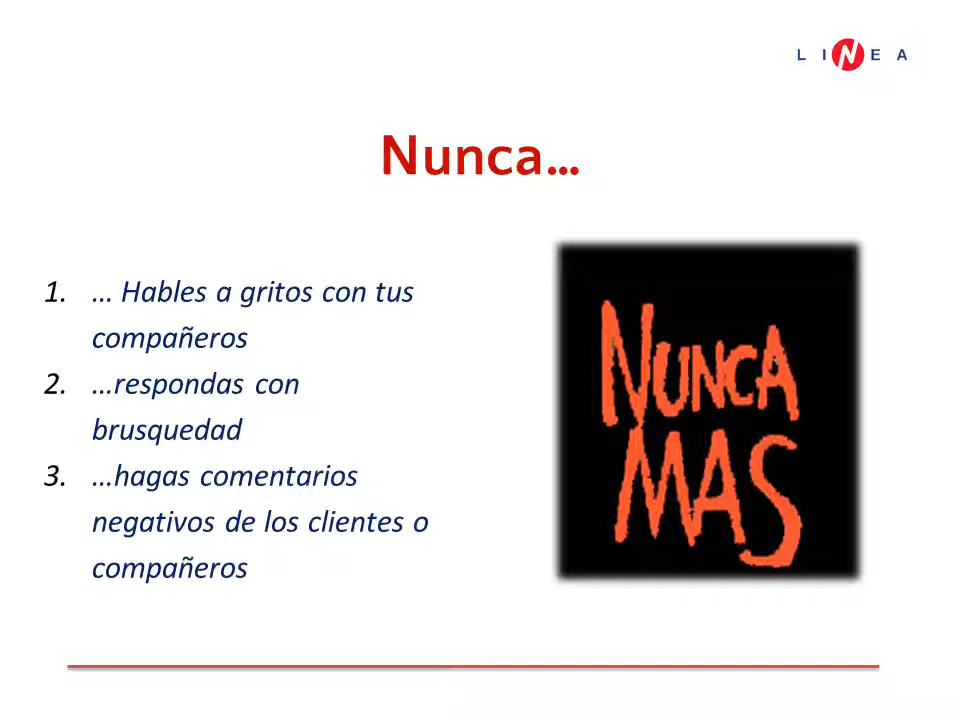 LINEA
Nunca...
1. ... Hables a gritos con tus
compañeros
2. ...respondas con
brusquedad
3. ...hagas comentarios
negativos de los clientes o
compañeros
NUNCA
MAS